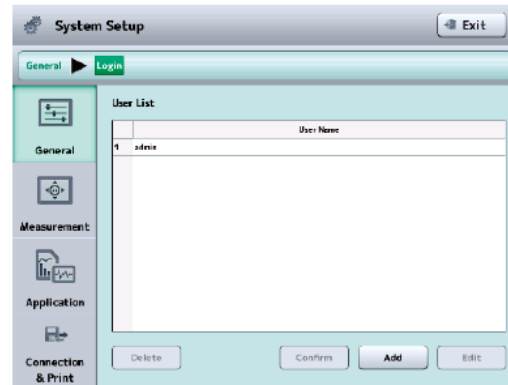 System Setup
Exit
General
Login
User List
User Name
1 admin
General
Measurement
Application
Connection
& Print
Delete
Confirm
Add
Edit